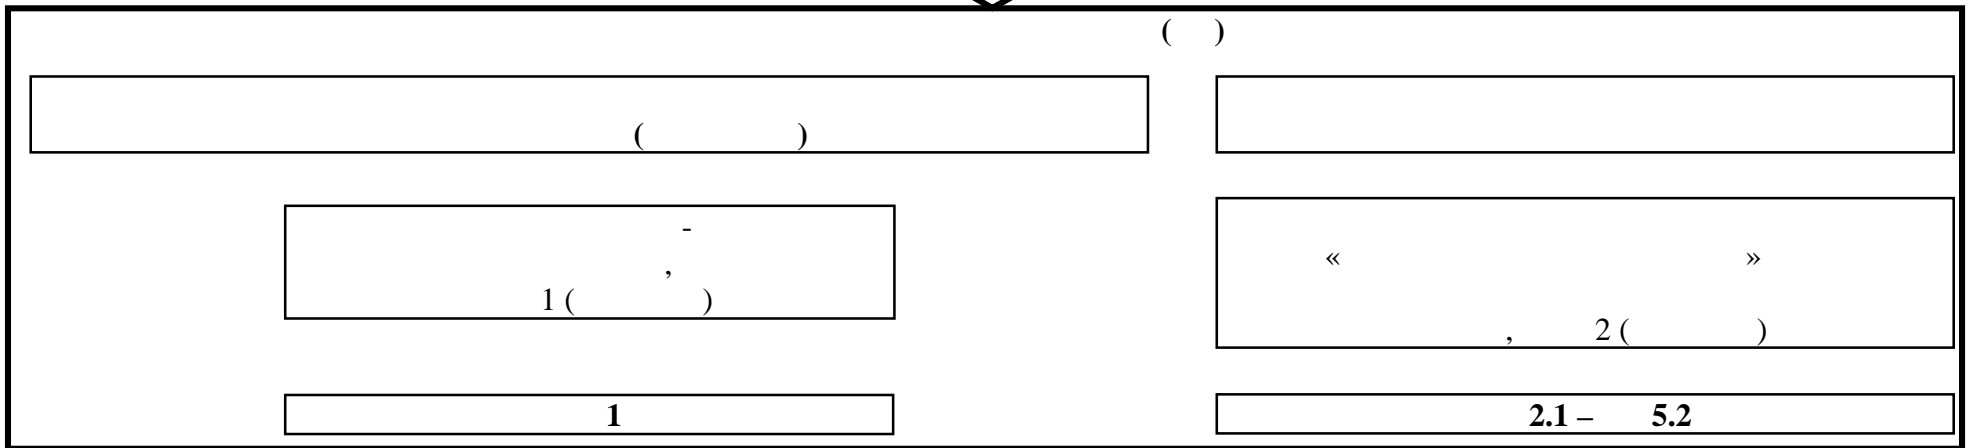 ( )
( )
-
,
1 ( )
« »
, 2 ( )
1
2.1 – 5.2